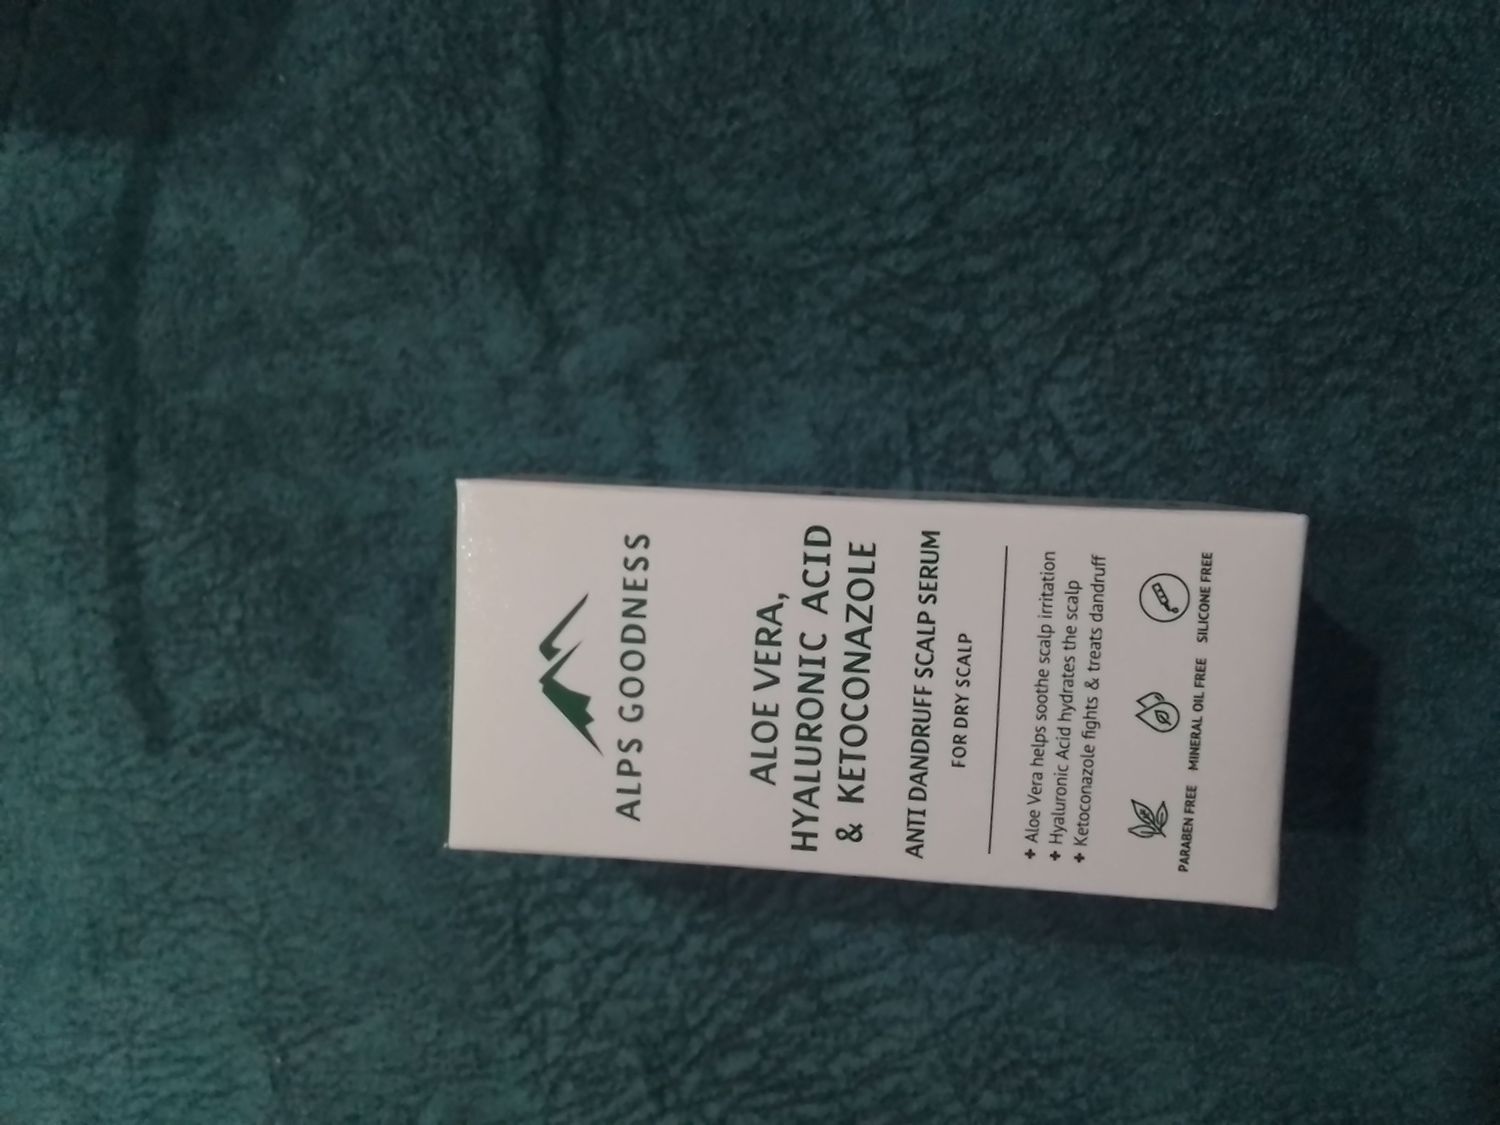 ALPS GOODNESS
ALOE VERA,
HYALURONIC ACID
& KETOCONAZOLE
ANTI DANDRUFF SCALP SERUM
FOR DRY SCALP
+ Aloe Vera helps soothe scalp irritation
+ Hyaluronic Acid hydrates the scalp
+ Ketoconazole fights & treats dandruff
PARABEN FREE MINERAL OIL FREE SILICONE FREE